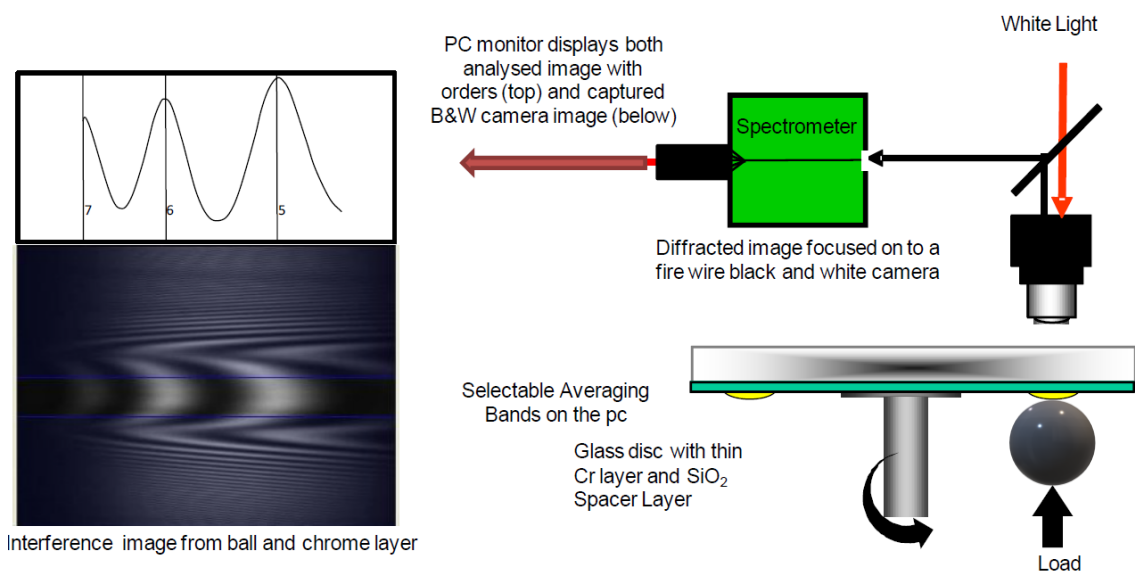 White Light
PC monitor displays both
analysed image with
orders (top) and captured
B&W camera image (below)
Spectrometer
7
6
5
Diffracted image focused on to a
fire wire black and white camera
Selectable Averaging
Bands on the pc
Glass disc with thin
Cr layer and SiO₂
Spacer Layer
Interference image from ball and chrome layer
Load